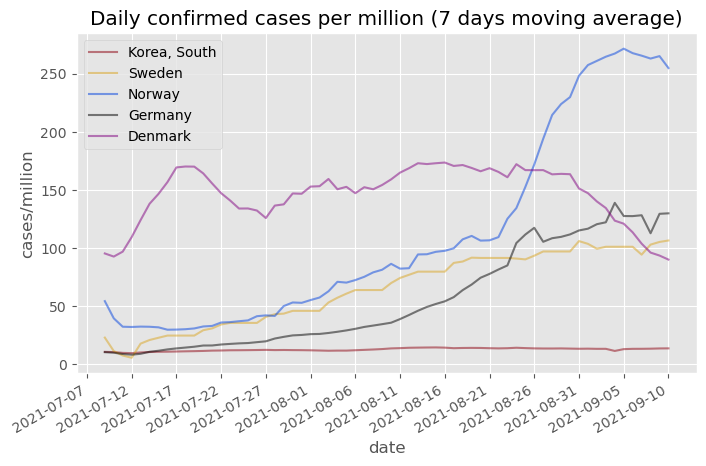 Daily confirmed cases per million (7 days moving average)
Korea, South
Sweden
Norway
Germany
Denmark
cases/million
250
200
150
100
50
0
2021-07-07
2021-07-12
2021-07-17
2021-07-22
2021-07-27
2021-08-01
2021-08-06
2021-08-11
2021-08-16
2021-08-21
2021-08-26
2021-08-31
2021-09-05
2021-09-10
date